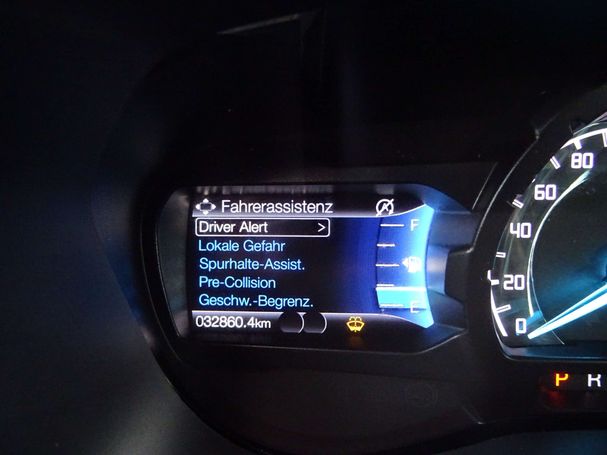 Fahrerassistenz
Driver Alert >
Lokale Gefahr
Spurhalte-Assist.
Pre-Collision
Geschw.-Begrenz.
032860.4km
F
E
80
60
40
20
0
P R